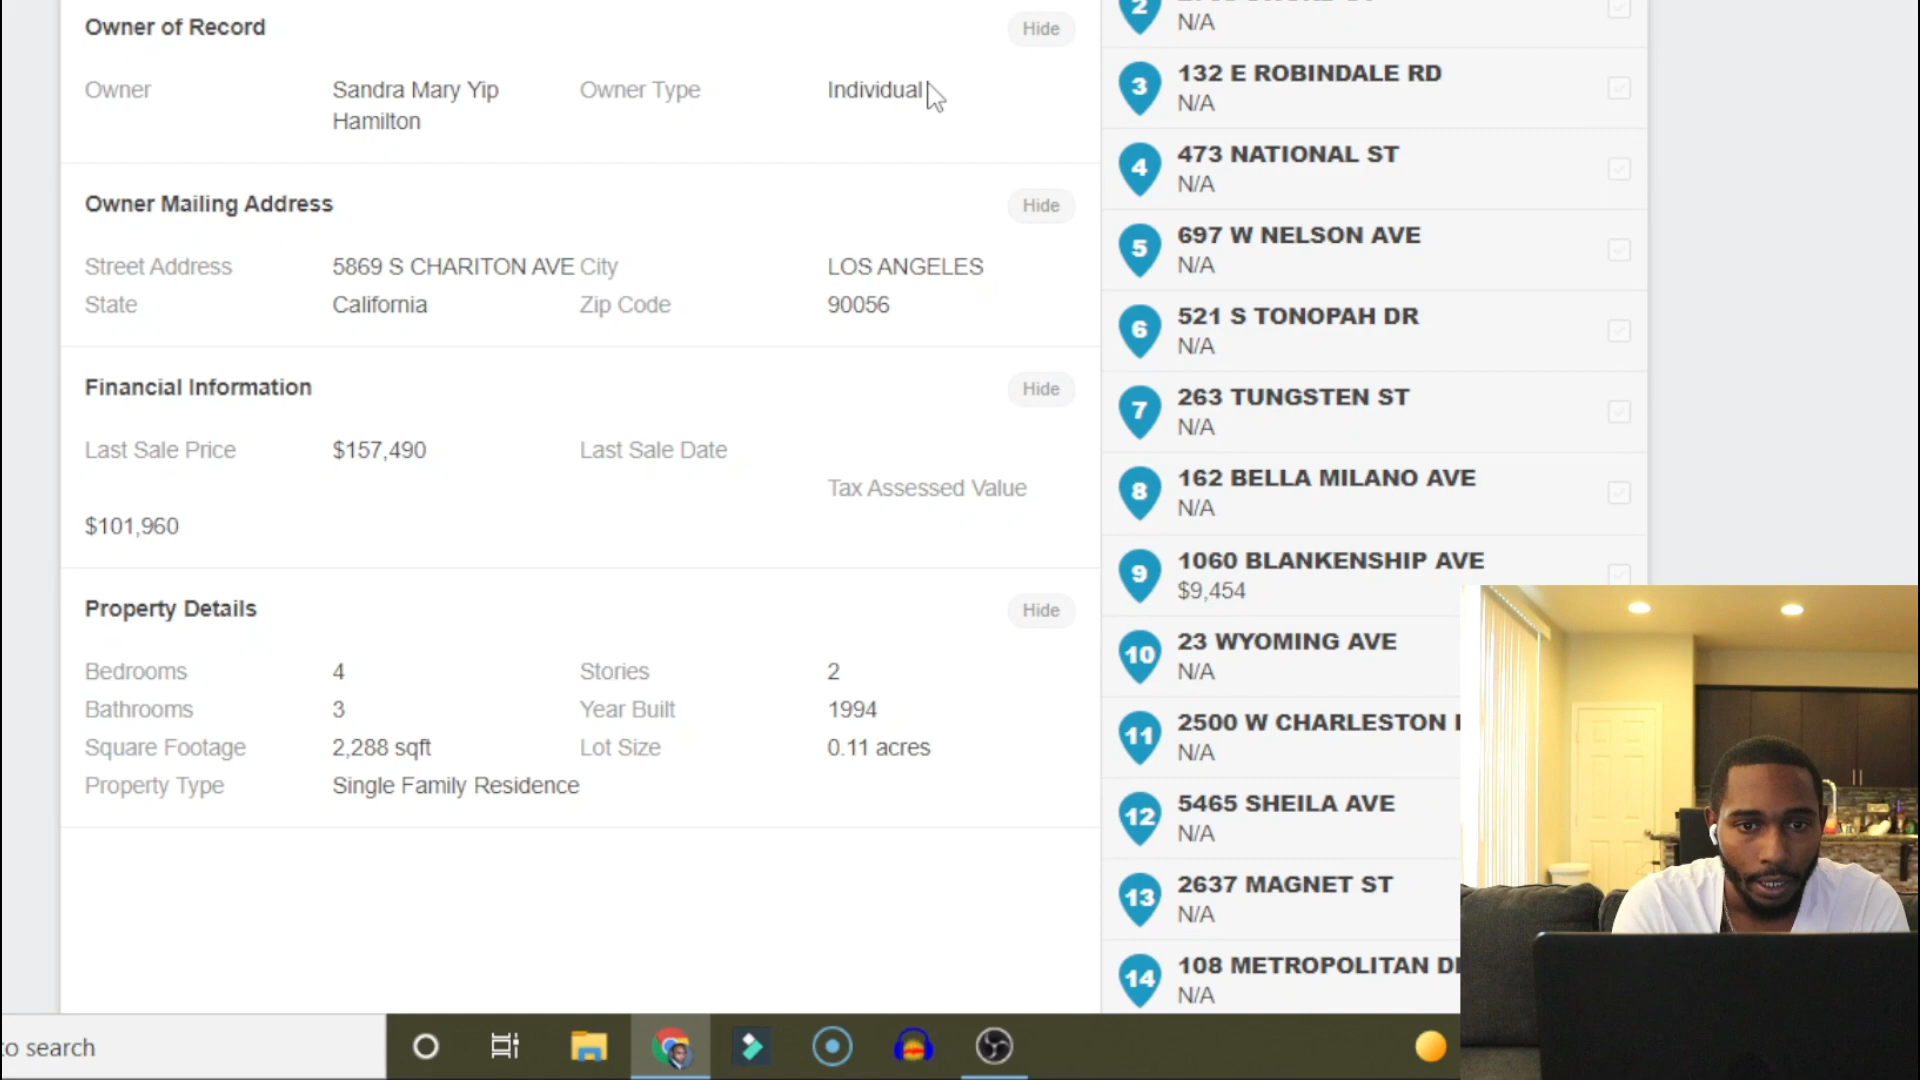 Owner of Record
Hide
Owner
Sandra Mary Yip
Hamilton
Owner Type
Individual
Owner Mailing Address
Hide
Street Address
5869 S CHARITON AVE
City
LOS ANGELES
State
California
Zip Code
90056
Financial Information
Hide
Last Sale Price
$157,490
Last Sale Date
Tax Assessed Value
$101,960
Property Details
Hide
Bedrooms
4
Stories
2
Bathrooms
3
Year Built
1994
Square Footage
2,288 sqft
Lot Size
0.11 acres
Property Type
Single Family Residence
2
N/A
3
132 E ROBINDALE RD
N/A
4
473 NATIONAL ST
N/A
5
697 W NELSON AVE
N/A
6
521 S TONOPAH DR
N/A
7
263 TUNGSTEN ST
N/A
8
162 BELLA MILANO AVE
N/A
9
1060 BLANKENSHIP AVE
$9,454
10
23 WYOMING AVE
N/A
11
2500 W CHARLESTON
N/A
12
5465 SHEILA AVE
N/A
13
2637 MAGNET ST
N/A
14
108 METROPOLITAN
N/A
to search